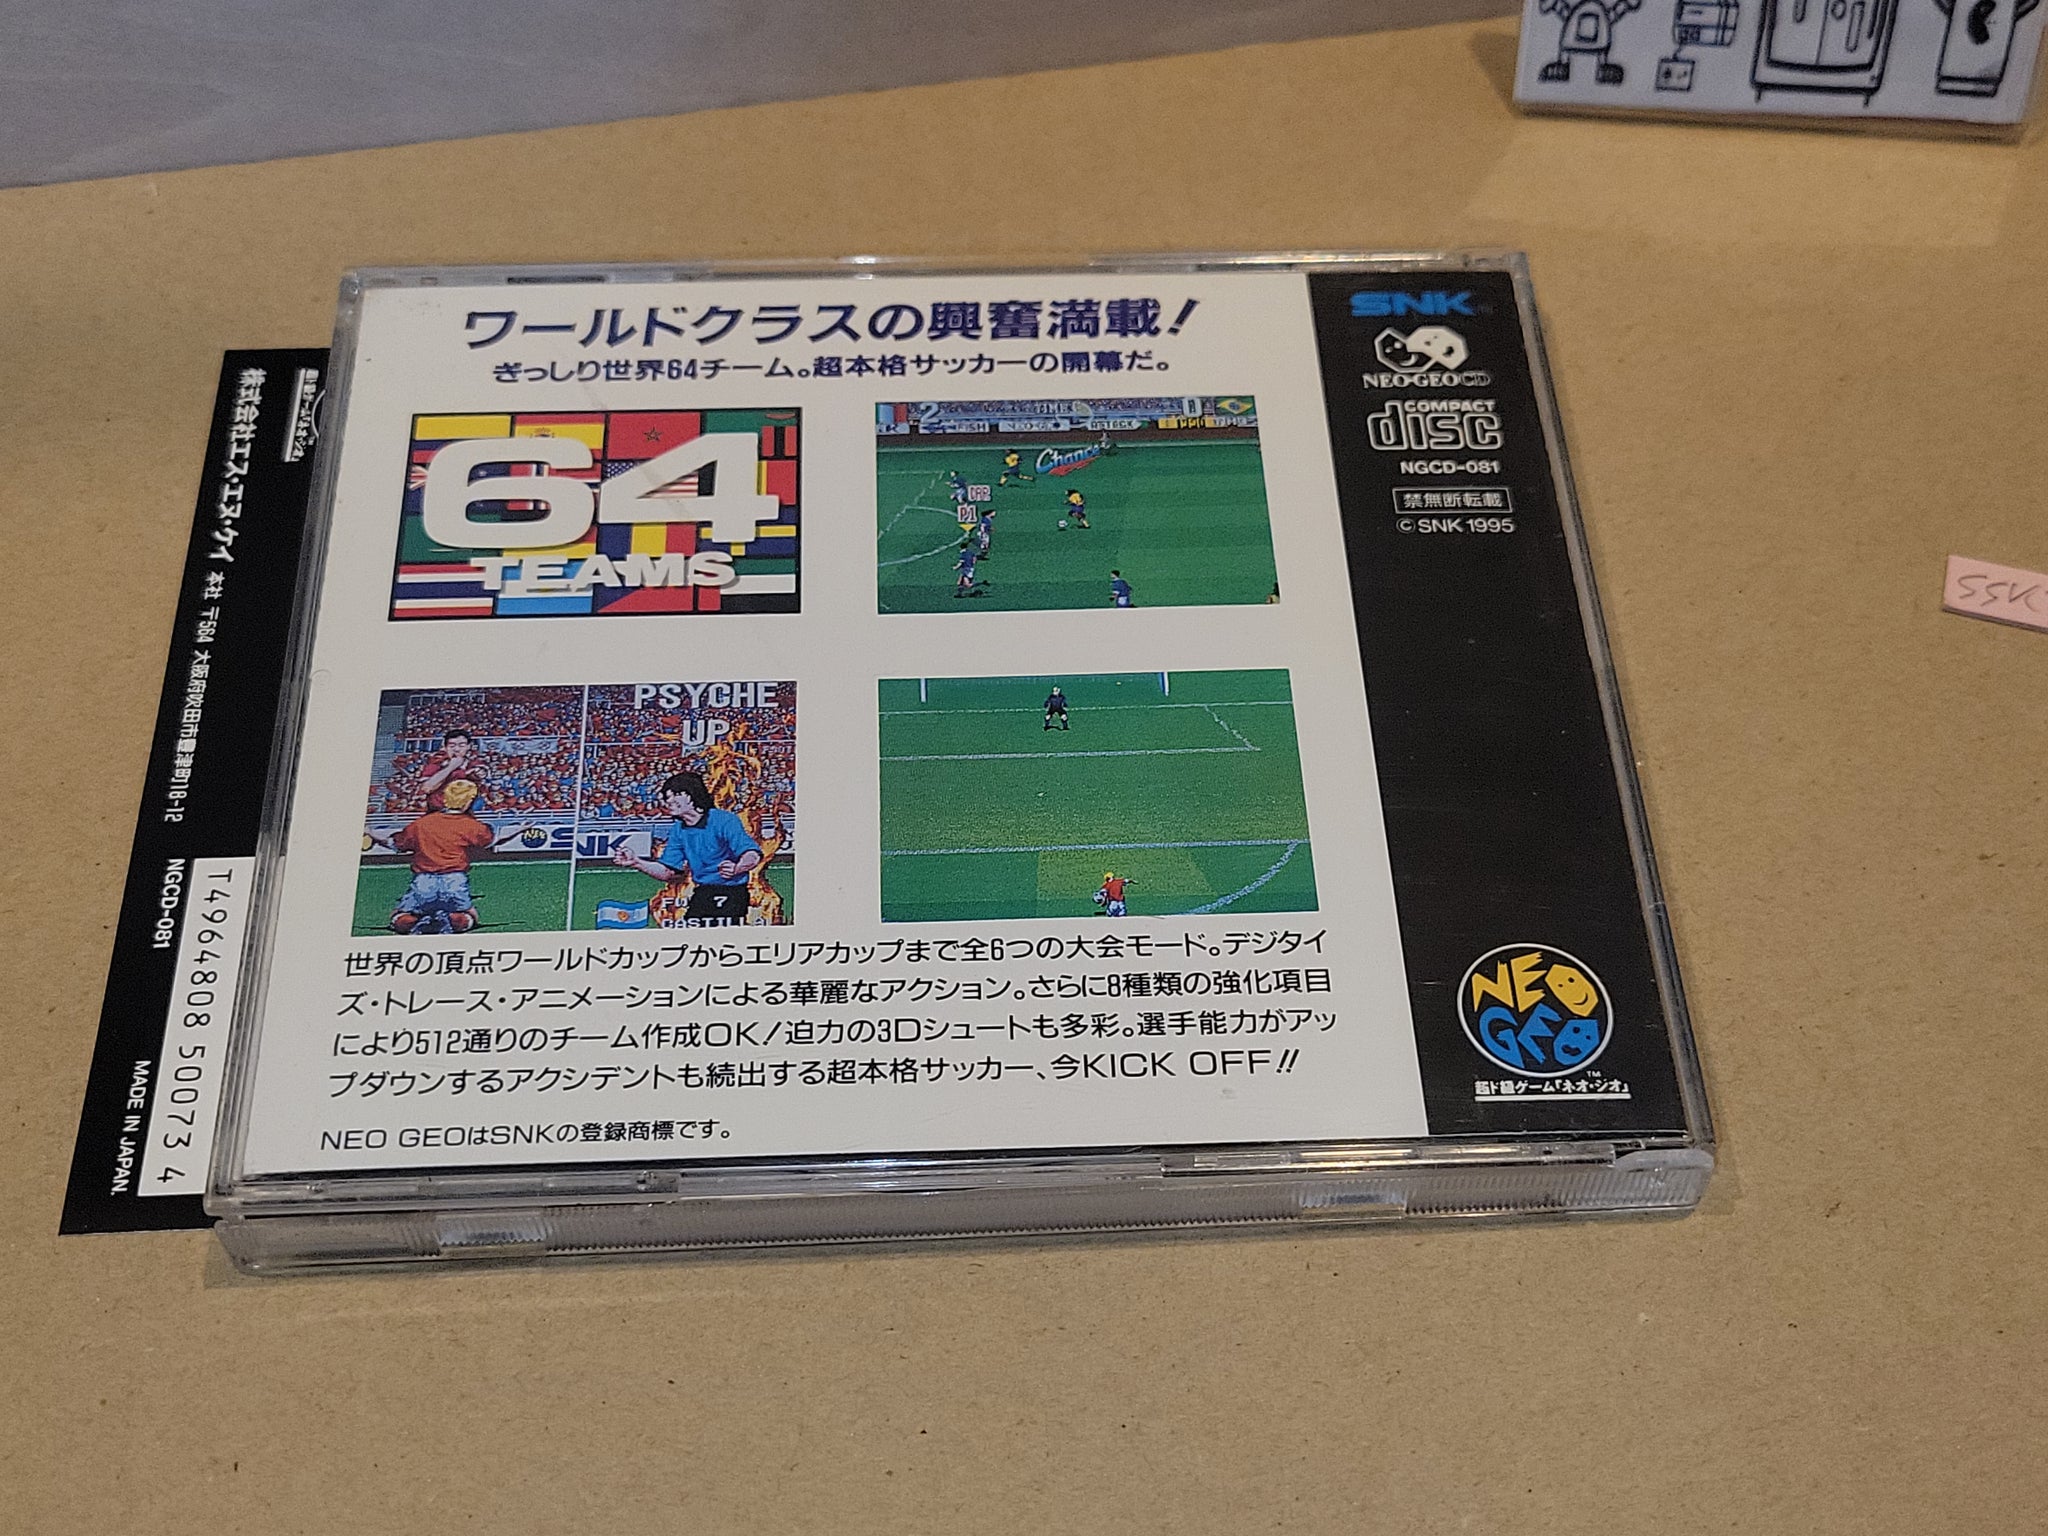 ワールドクラスの興奮満載!
ぎっしり世界64チーム。超本格サッカーの開幕だ。
64
TEAMS
2
0
NEO-GEO
ATTACK
Chance
P1
PSYCHE
UP
SNK
NK
7
CASTILLA
世界の頂点ワールドカップからエリアカップまで全6つの大会モード。デジタイ
ズ・トレース・アニメーションによる華麗なアクション。さらに8種類の強化項目
により512通りのチーム作成OK!迫力の3Dシュートも多彩。選手能力がアッ
プダウンするアクシデントも続出する超本格サッカー、今KICK OFF!!
NEO GEOはSNKの登録商標です。
SNK
NEO·GEO CD
COMPACT
disc
NGCD-081
禁無断転載
© SNK 1995
NEO
GEO
TM
超ド級ゲーム「ネオ・ジオ」
株式会社エス・エヌ・ケイ 本社 〒564 大阪府吹田市豊津町18-12
NGCD-081
T4964808 50073 4
MADE IN JAPAN.